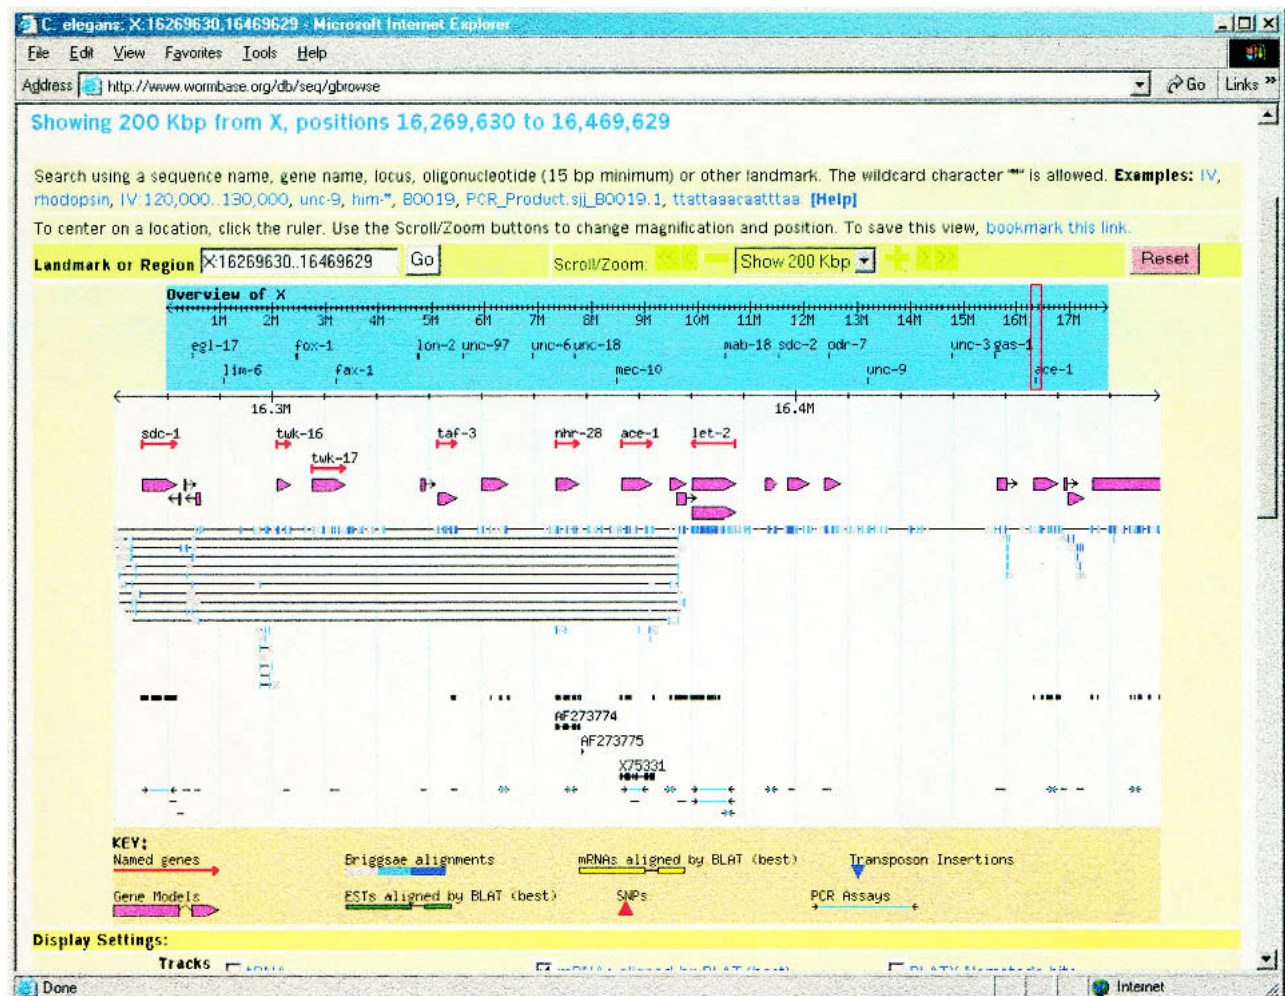 C. elegans: X:16269630,16469629 - Microsoft Internet Explorer
File Edit View Favorites Tools Help
Address http://www.wormbase.org/db/seq/gbrowse Go Links »
Showing 200 Kbp from X, positions 16,269,630 to 16,469,629
Search using a sequence name, gene name, locus, oligonucleotide (15 bp minimum) or other landmark. The wildcard character "*" is allowed. Examples: IV,
rhodopsin, IV:120,000..130,000, unc-9, him-*, B0019, PCR_Product:sjj_B0019.1, ttattaaacaatttaa. [Help]
To center on a location, click the ruler. Use the Scroll/Zoom buttons to change magnification and position. To save this view, bookmark this link.
Landmark or Region X:16269630..16469629 Go Scroll/Zoom: << - Show 200 Kbp + >> Reset
Overview of X
1M 2M 3M 4M 5M 6M 7M 8M 9M 10M 11M 12M 13M 14M 15M 16M 17M
egl-17 fox-1 lon-2 unc-97 unc-6 unc-18 mab-18 sdc-2 odr-7 unc-3 gas-1
lim-6 fax-1 mec-10 unc-9 ace-1
16.3M 16.4M
sdc-1 twk-16 taf-3 nhr-28 ace-1 let-2
twk-17
AF273774
AF273775
X75331
KEY:
Named genes Briggsae alignments mRNAs aligned by BLAT (best) Transposon Insertions
Gene Models ESTs aligned by BLAT (best) SNPs PCR Assays
Display Settings:
Tracks tRNA mRNAs aligned by BLAT (best)
Done Internet